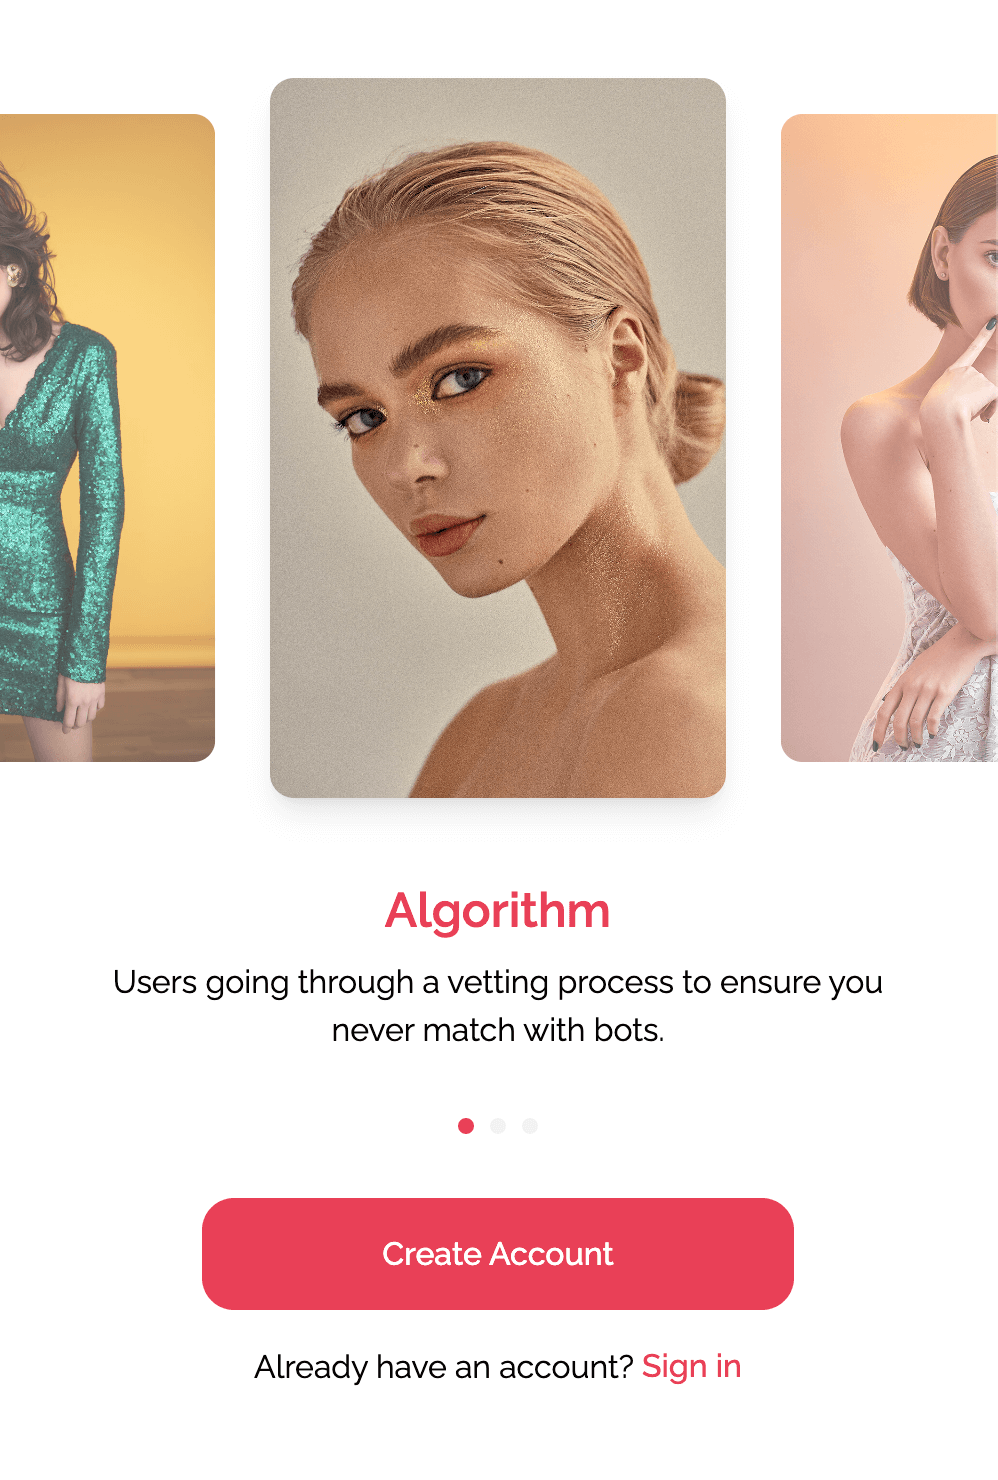 Algorithm
Users going through a vetting process to ensure you
never match with bots.
Create Account
Already have an account? Sign in